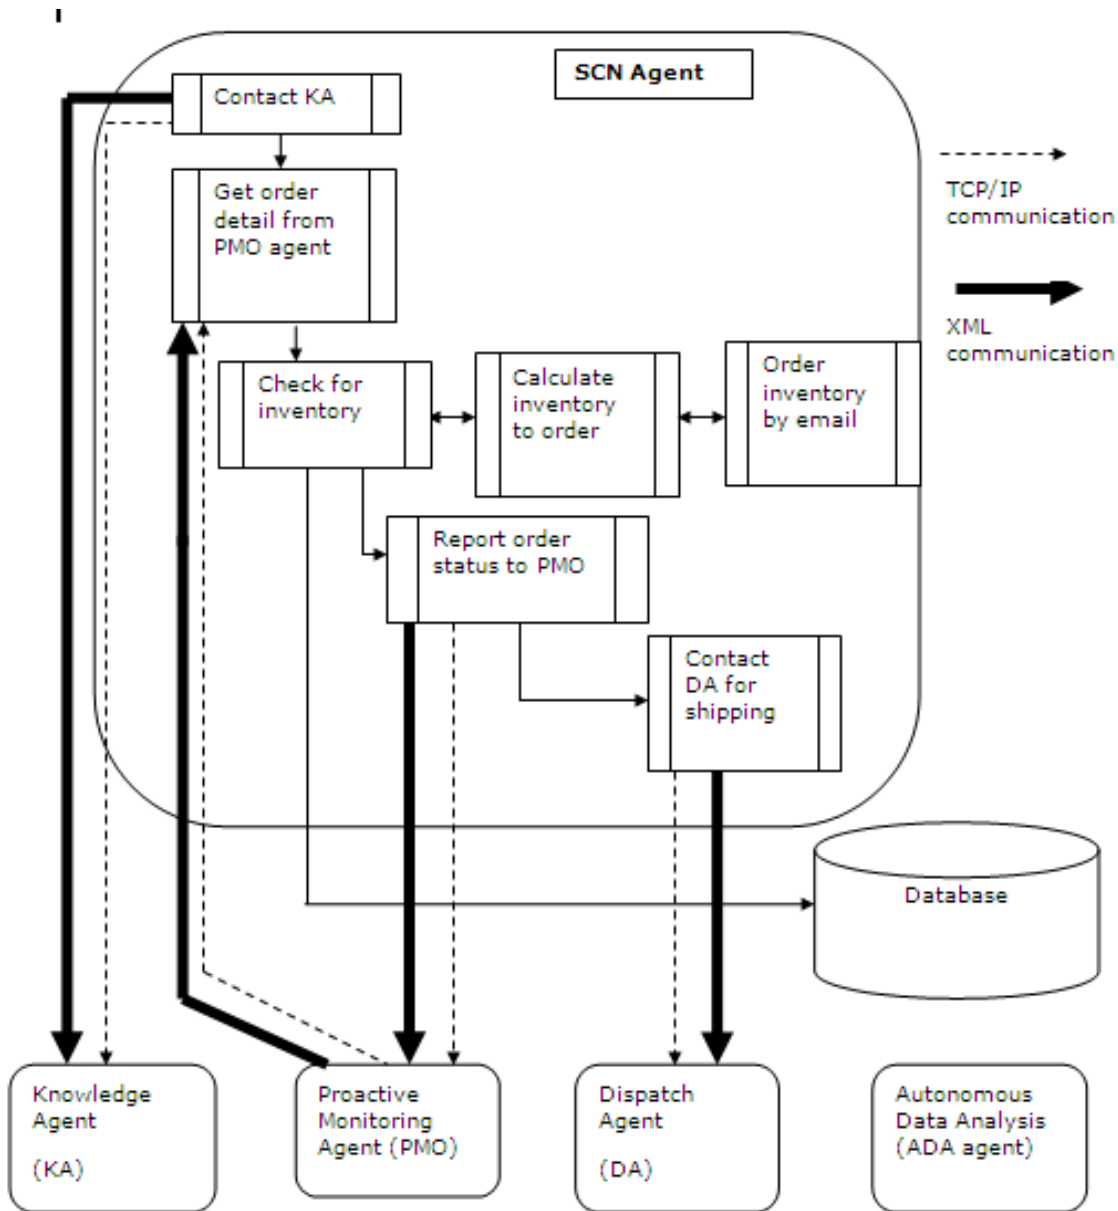 SCN Agent
Contact KA
Get order
detail from
PMO agent
TCP/IP
communication
XML
communication
Check for
inventory
Calculate
inventory
to order
Order
inventory
by email
Report order
status to PMO
Contact
DA for
shipping
Database
Knowledge
Agent
(KA)
Proactive
Monitoring
Agent (PMO)
Dispatch
Agent
(DA)
Autonomous
Data Analysis
(ADA agent)